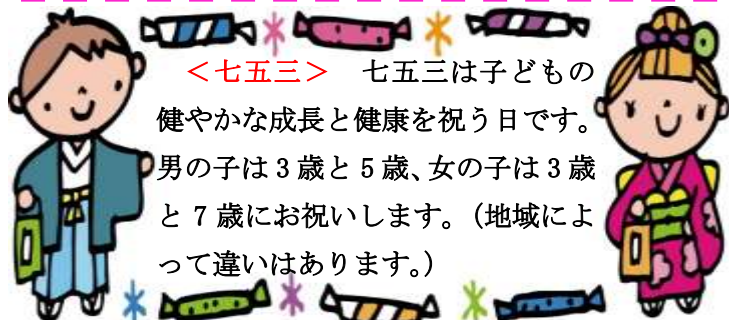 ＜七五三＞　七五三は子どもの
健やかな成長と健康を祝う日です。
男の子は３歳と５歳、女の子は３歳
と７歳にお祝いします。（地域によ
って違いはあります。）